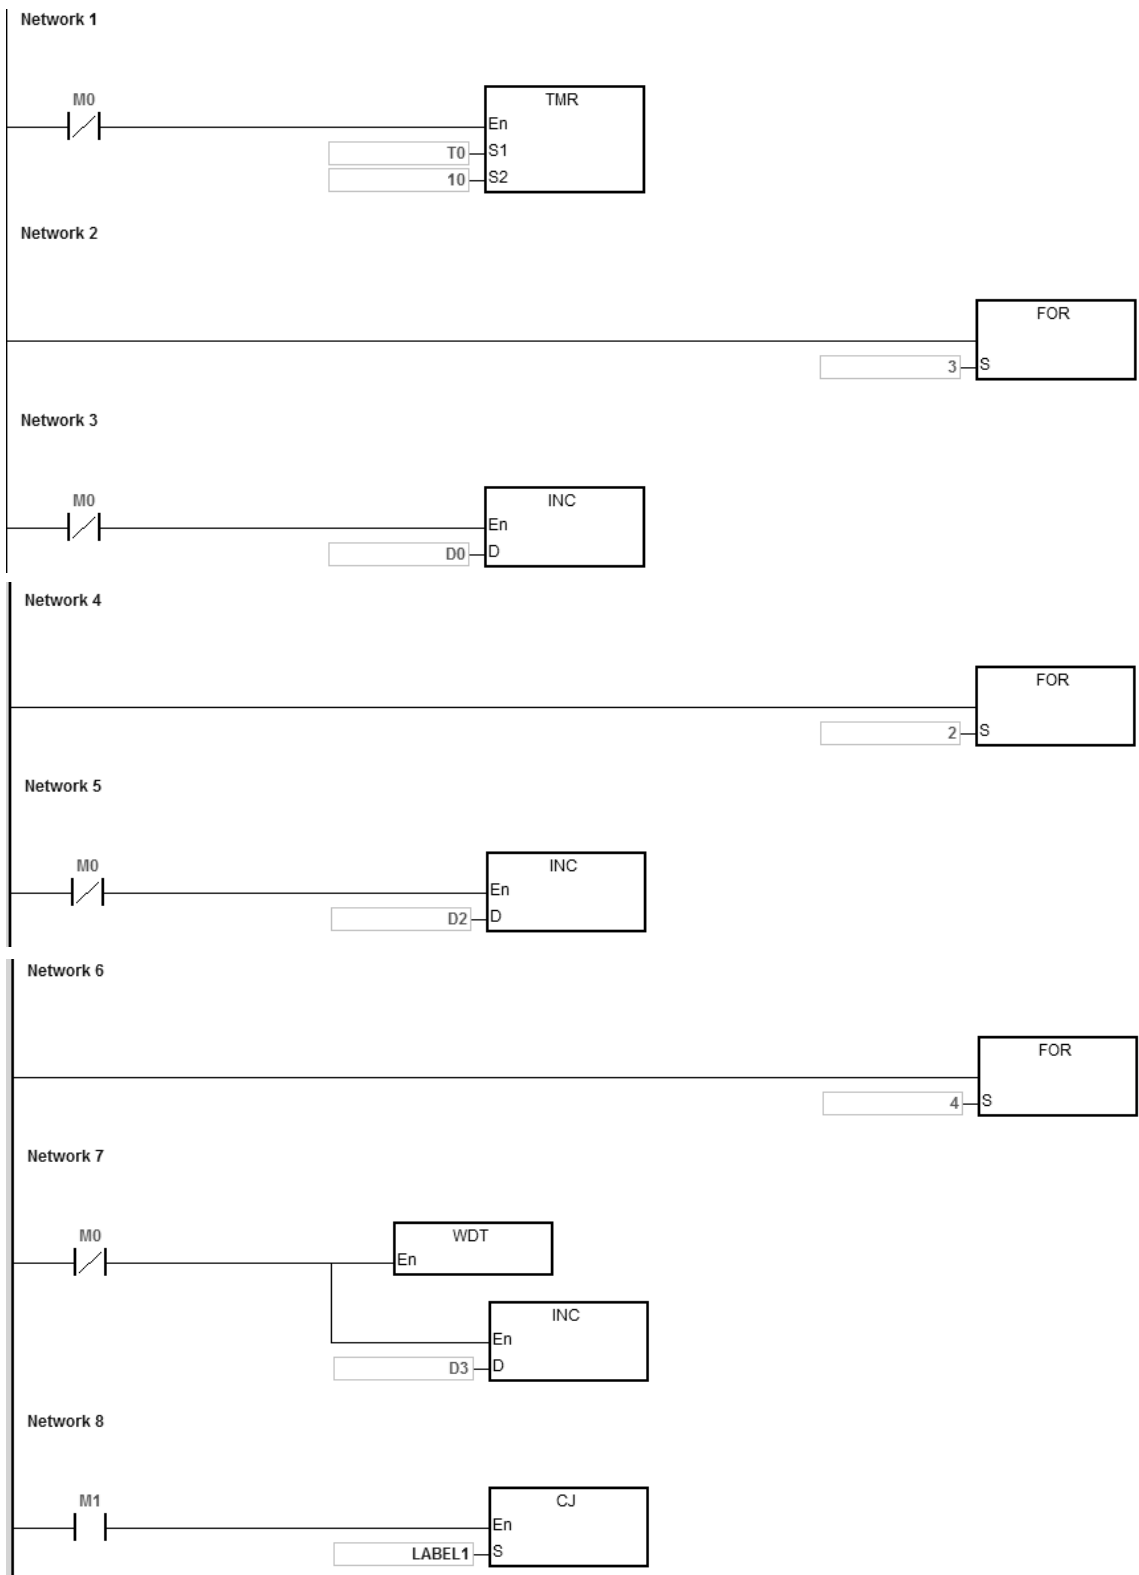 Network 1
M0
TMR
En
T0 S1
10 S2
Network 2
FOR
3 S
Network 3
M0
INC
En
D0 D
Network 4
FOR
2 S
Network 5
M0
INC
En
D2 D
Network 6
FOR
4 S
Network 7
M0
WDT
En
INC
En
D3 D
Network 8
M1
CJ
En
LABEL1 S